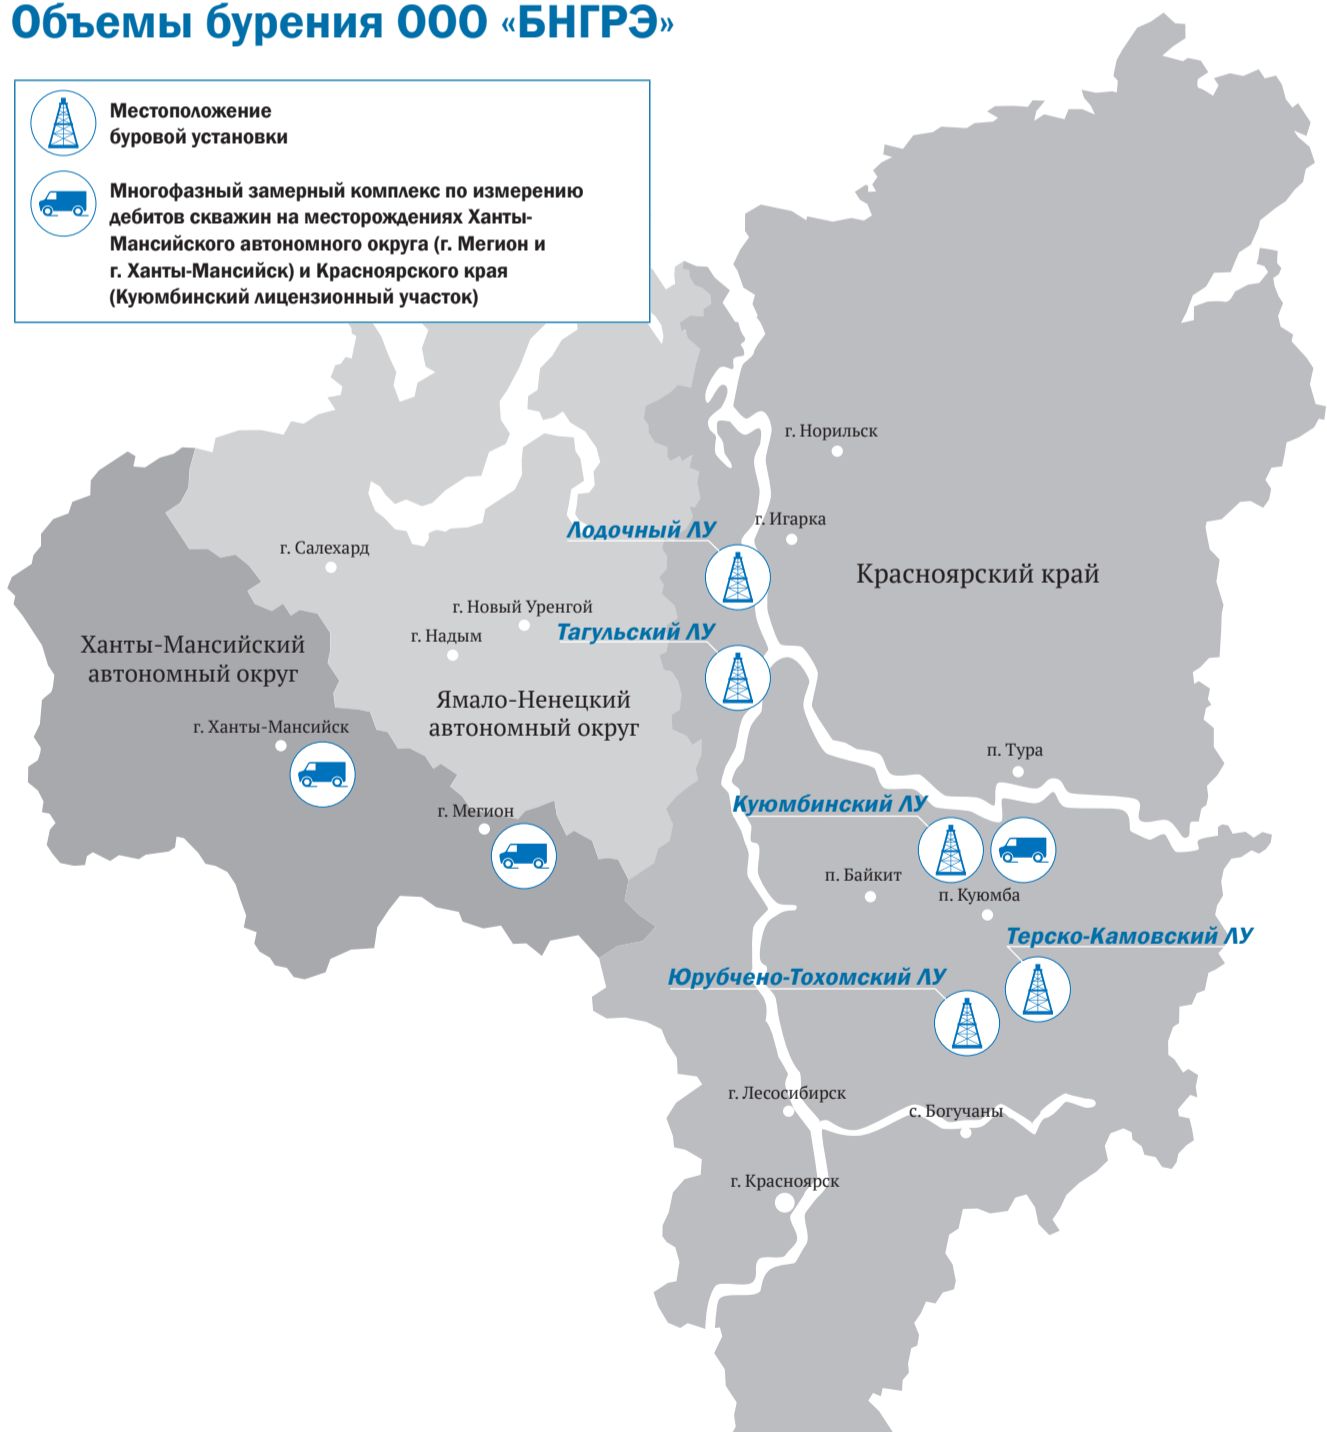 Объемы бурения ООО «БНГРЭ»
Местоположение
буровой установки
Многофазный замерный комплекс по измерению
дебитов скважин на месторождениях Ханты-
Мансийского автономного округа (г. Мегион и
г. Ханты-Мансийск) и Красноярского края
(Куюмбинский лицензионный участок)
г. Норильск
г. Игарка
Лодочный ЛУ
г. Салехард
Красноярский край
г. Новый Уренгой
г. Надым
Тагульский ЛУ
Ханты-Мансийский
автономный округ
Ямало-Ненецкий
автономный округ
г. Ханты-Мансийск
п. Тура
Куюмбинский ЛУ
г. Мегион
п. Байкит
п. Куюмба
Терско-Камовский ЛУ
Юрубчено-Тохомский ЛУ
г. Лесосибирск
с. Богучаны
г. Красноярск